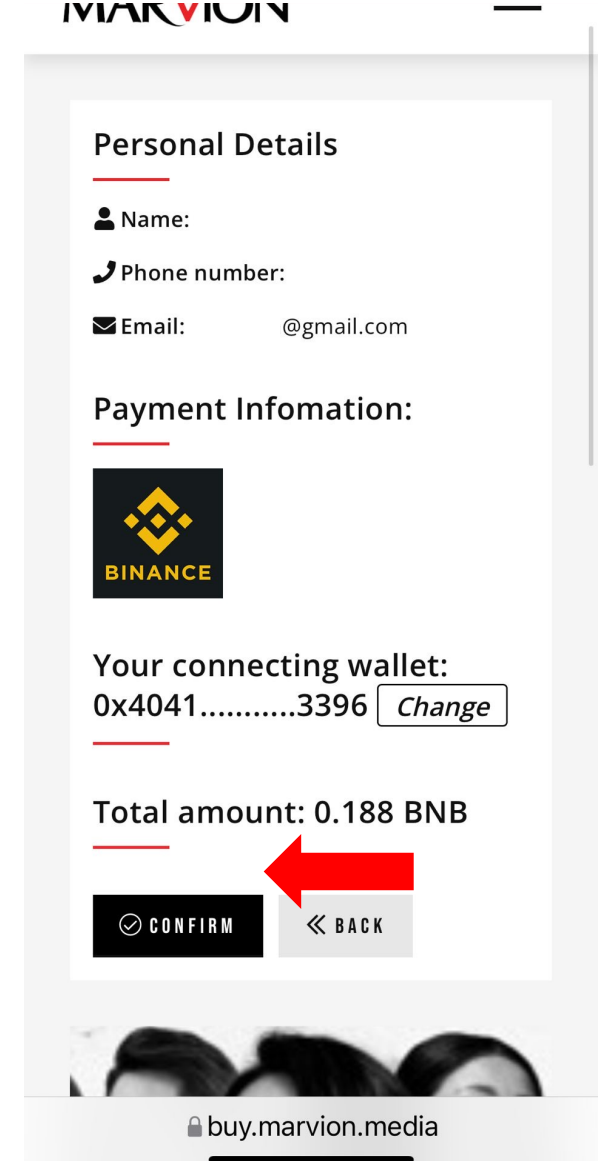 MARVION
Personal Details
Name:
Phone number:
Email: @gmail.com
Payment Infomation:
BINANCE
Your connecting wallet:
0x4041...........3396 Change
Total amount: 0.188 BNB
CONFIRM BACK
buy.marvion.media